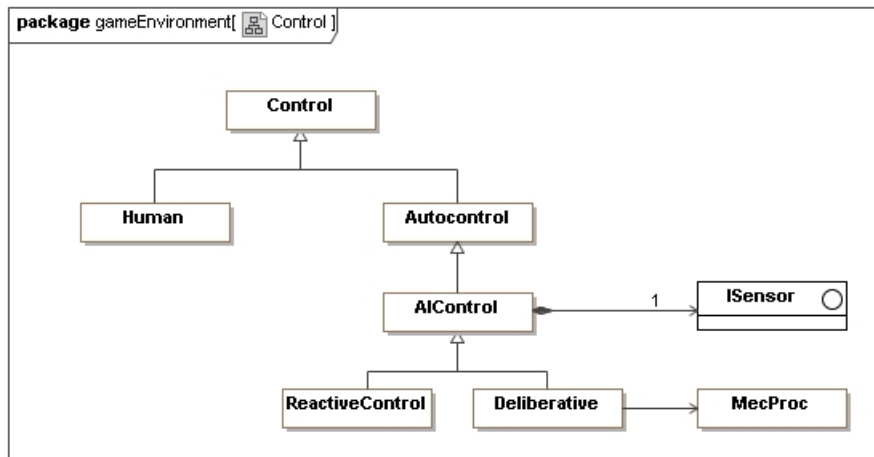 package gameEnvironment[ Control ]
Control
Human
Autocontrol
AIControl
1
ISensor
ReactiveControl
Deliberative
MecProc